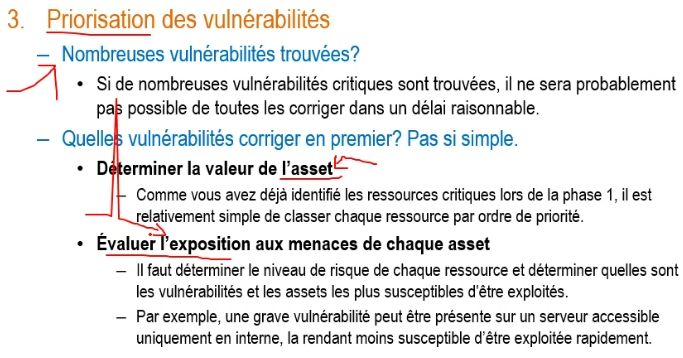 3. Priorisation des vulnérabilités
– Nombreuses vulnérabilités trouvées?
• Si de nombreuses vulnérabilités critiques sont trouvées, il ne sera probablement
pas possible de toutes les corriger dans un délai raisonnable.
– Quelles vulnérabilités corriger en premier? Pas si simple.
• Déterminer la valeur de l'asset
– Comme vous avez déjà identifié les ressources critiques lors de la phase 1, il est
relativement simple de classer chaque ressource par ordre de priorité.
• Évaluer l'exposition aux menaces de chaque asset
– Il faut déterminer le niveau de risque de chaque ressource et déterminer quelles sont
les vulnérabilités et les assets les plus susceptibles d'être exploités.
– Par exemple, une grave vulnérabilité peut être présente sur un serveur accessible
uniquement en interne, la rendant moins susceptible d'être exploitée rapidement.